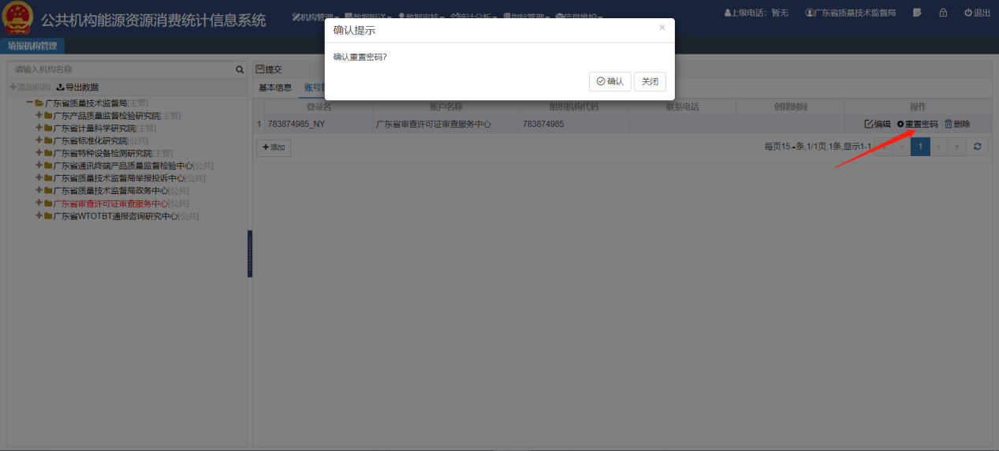 公共机构能源资源消费统计信息系统
机构管理 数据报送 数据审核 统计分析 指标管理 信息维护
上级电话：暂无 广东省质量技术监督局 退出
填报机构管理
确认提示 ×
确认重置密码?
确认 关闭
请输入机构名称
添加机构 导出数据
广东省质量技术监督局[主管]
广东产品质量监督检验研究院[主管]
广东省计量科学研究院[主管]
广东省标准化研究院[公共]
广东省特种设备检测研究院[主管]
广东省通讯终端产品质量监督检验中心[公共]
广东省质量技术监督局举报投诉中心[公共]
广东省质量技术监督局政务中心[公共]
广东省审查许可证审查服务中心[公共]
广东省WTOTBT通报咨询研究中心[公共]
提交
基本信息 账号
登录名 账户名称 组织机构代码 联系电话 创建时间 操作
1 783874985_NY 广东省审查许可证审查服务中心 783874985 编辑 重置密码 删除
添加
每页15条,1/1页,1条,显示1-1 « ‹ 1 › »